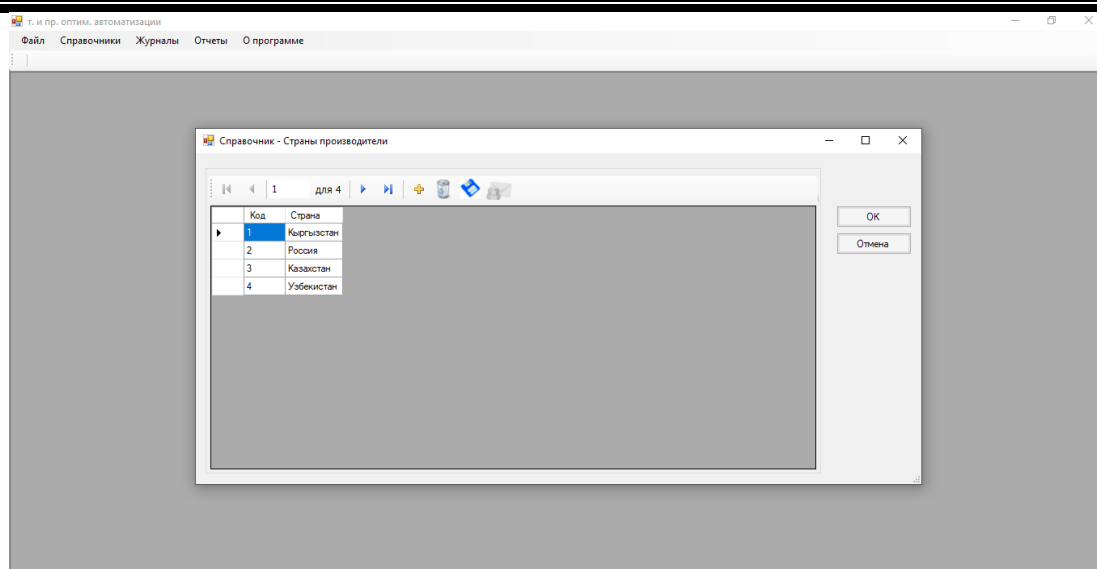 т. и пр. оптим. автоматизации
Файл Справочники Журналы Отчеты О программе
Справочник - Страны производители
1 для 4
Код Страна
1 Кыргызстан
2 Россия
3 Казахстан
4 Узбекистан
OK
Отмена